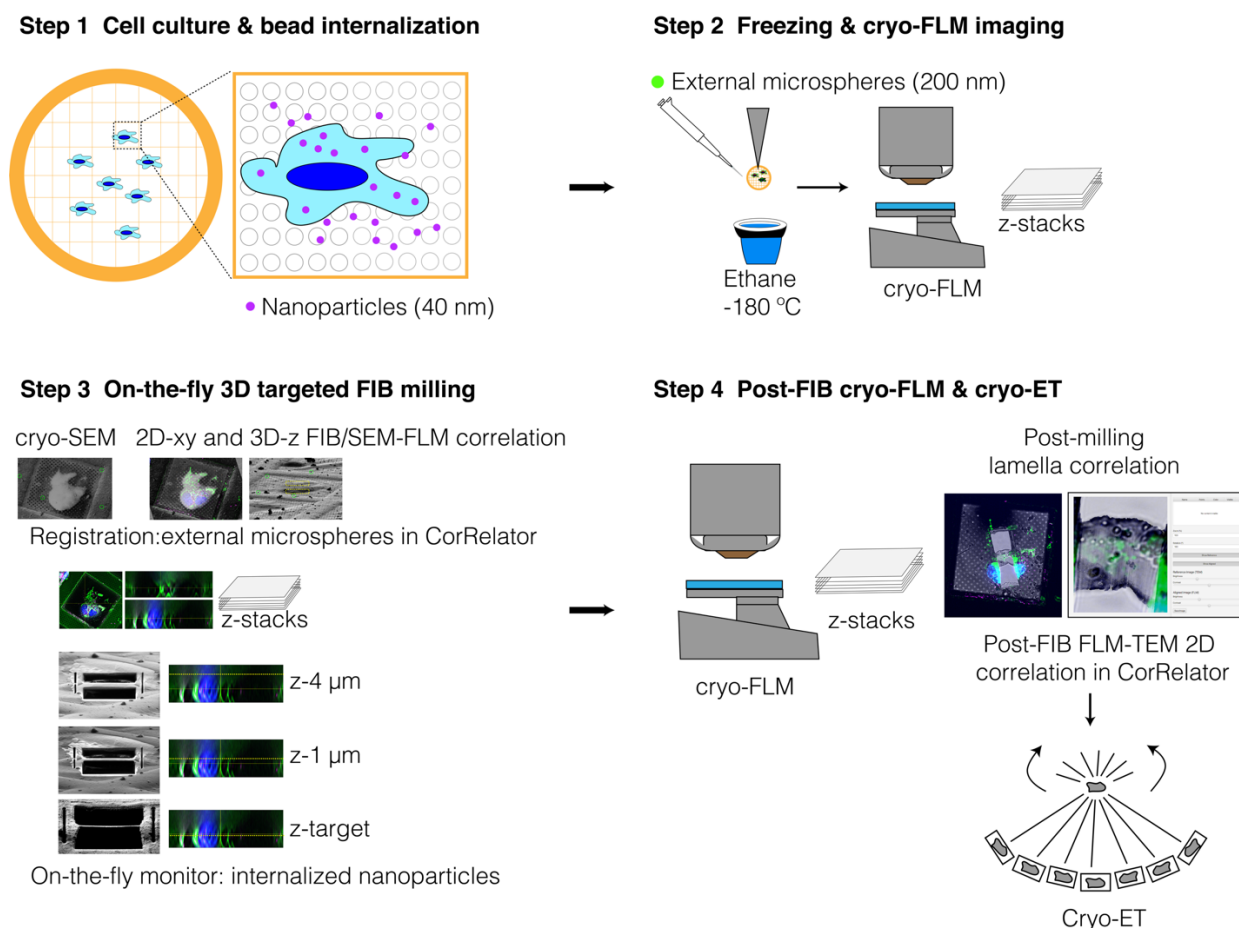 Step 1 Cell culture & bead internalization
Nanoparticles (40 nm)
Step 2 Freezing & cryo-FLM imaging
External microspheres (200 nm)
Ethane
-180 °C
cryo-FLM
z-stacks
Step 3 On-the-fly 3D targeted FIB milling
cryo-SEM
2D-xy and 3D-z FIB/SEM-FLM correlation
Registration:external microspheres in CorRelator
z-stacks
z-4 µm
z-1 µm
z-target
On-the-fly monitor: internalized nanoparticles
Step 4 Post-FIB cryo-FLM & cryo-ET
cryo-FLM
z-stacks
Post-milling
lamella correlation
Post-FIB FLM-TEM 2D
correlation in CorRelator
Cryo-ET